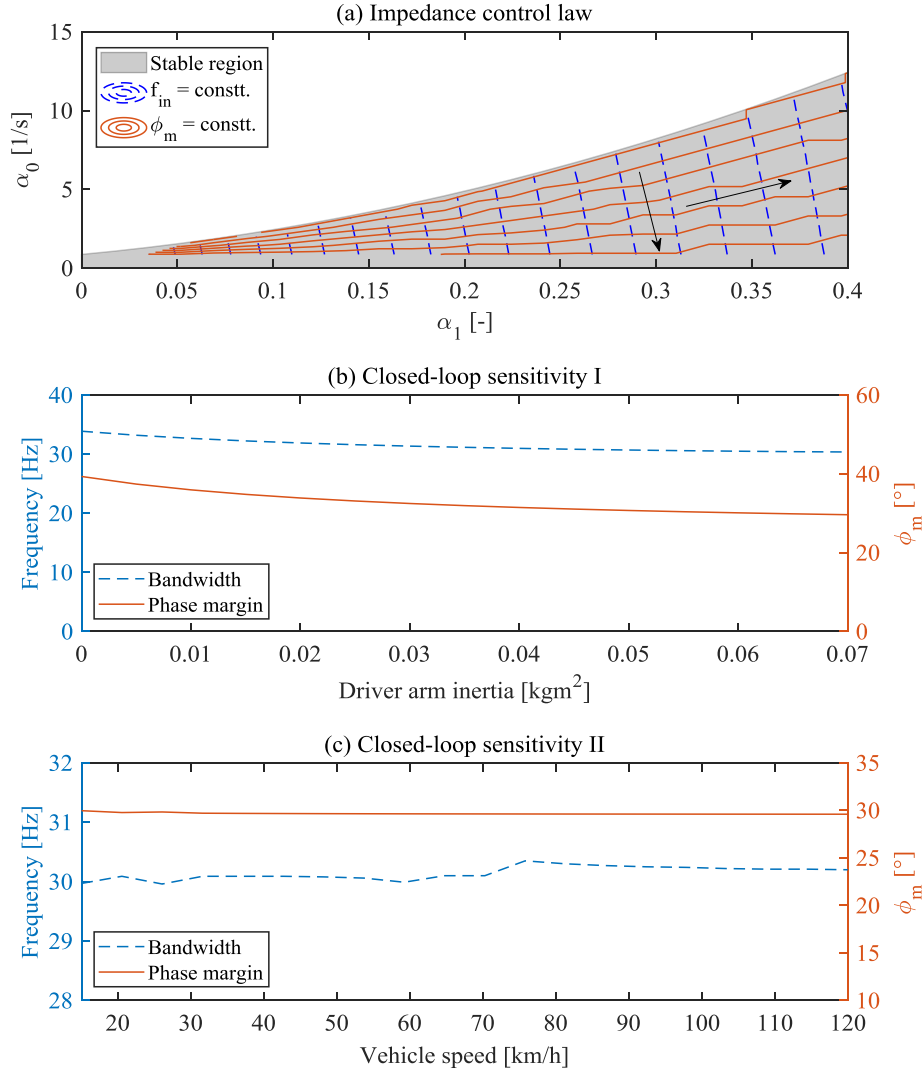 (a) Impedance control law
15
10
5
0
α₀ [1/s]
Stable region
f_in = constt.
ϕ_m = constt.
0 0.05 0.1 0.15 0.2 0.25 0.3 0.35 0.4
α₁ [-]
(b) Closed-loop sensitivity I
40
30
20
10
0
Frequency [Hz]
60
40
20
0
ϕ_m [°]
Bandwidth
Phase margin
0 0.01 0.02 0.03 0.04 0.05 0.06 0.07
Driver arm inertia [kgm²]
(c) Closed-loop sensitivity II
32
31
30
29
28
Frequency [Hz]
35
30
25
20
15
10
ϕ_m [°]
Bandwidth
Phase margin
20 30 40 50 60 70 80 90 100 110 120
Vehicle speed [km/h]